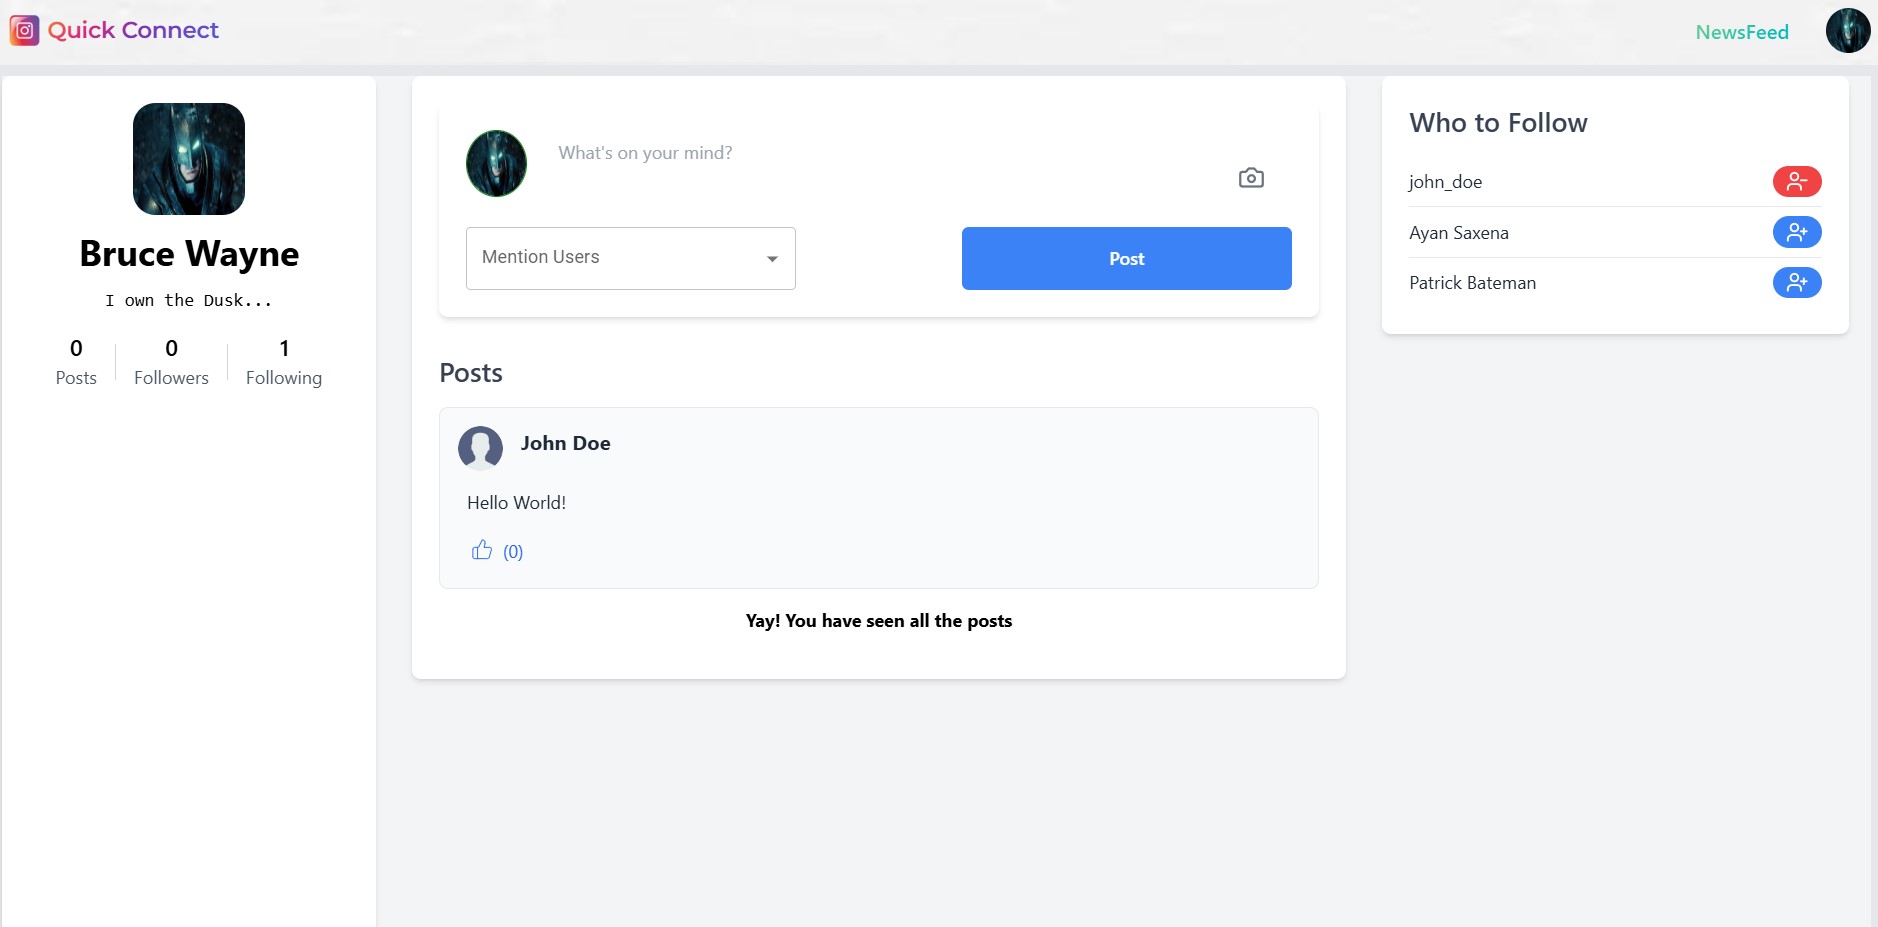 Quick Connect
NewsFeed
Bruce Wayne
I own the Dusk...
0 0 1
Posts Followers Following
What's on your mind?
Mention Users
Post
Posts
John Doe
Hello World!
(0)
Yay! You have seen all the posts
Who to Follow
john_doe
Ayan Saxena
Patrick Bateman